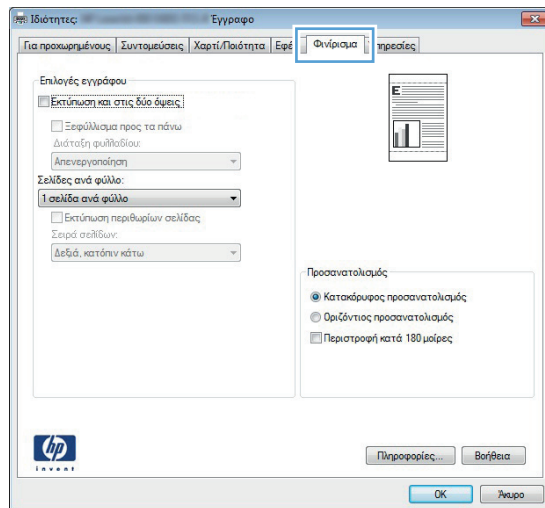 Ιδιότητες: Έγγραφο
Για προχωρημένους Συντομεύσεις Χαρτί/Ποιότητα Εφέ Φινίρισμα
Επιλογές εγγράφου
Εκτύπωση και στις δύο όψεις
Ξεφύλλισμα προς τα πάνω
Διάταξη φυλλαδίου:
Απενεργοποίηση
Σελίδες ανά φύλλο:
1 σελίδα ανά φύλλο
Εκτύπωση περιθωρίων σελίδας
Σειρά σελίδων:
Δεξιά, κατόπιν κάτω
E
Προσανατολισμός
Κατακόρυφος προσανατολισμός
Οριζόντιος προσανατολισμός
Περιστροφή κατά 180 μοίρες
hp
invent
Πληροφορίες... Βοήθεια
OK Άκυρο